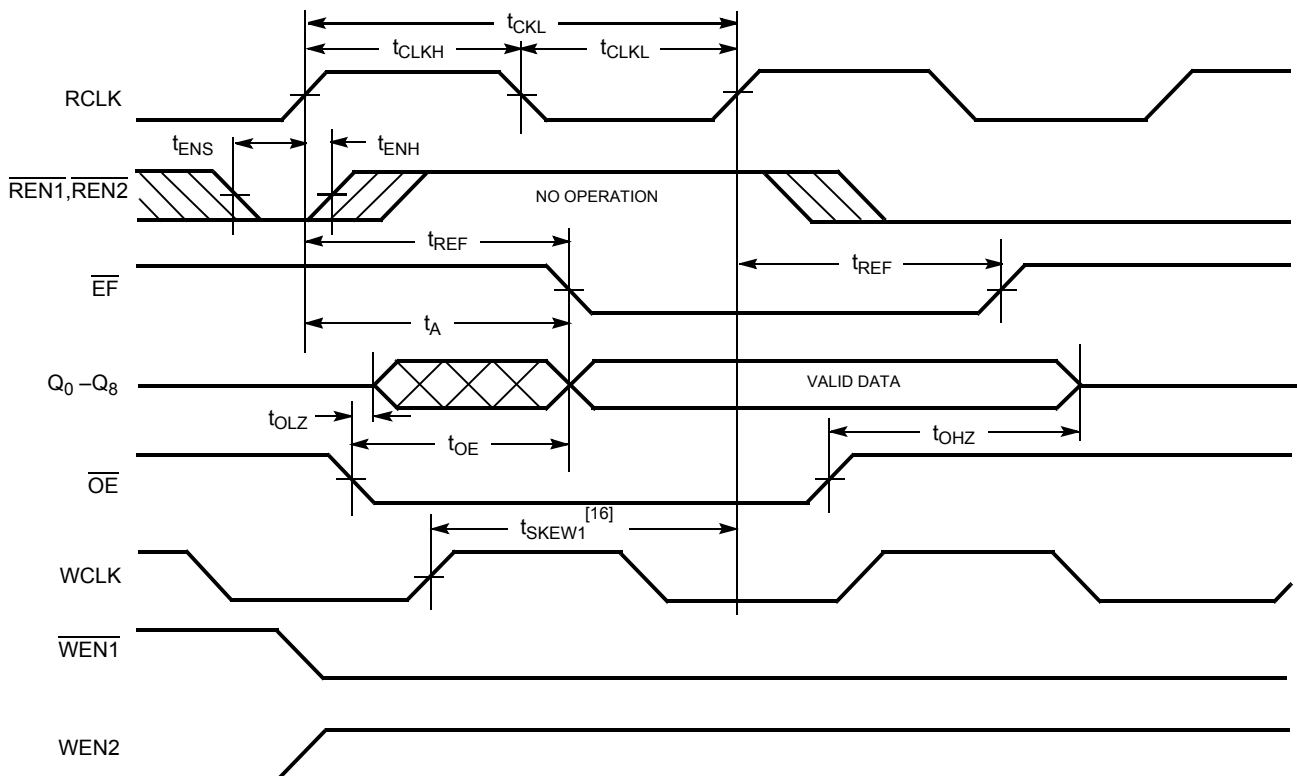 tCKL
tCLKH
tCLKL
RCLK
tENS
tENH
REN1,REN2
NO OPERATION
tREF
tREF
EF
tA
Q0 –Q8
VALID DATA
tOLZ
tOE
tOHZ
OE
tSKEW1[16]
WCLK
WEN1
WEN2